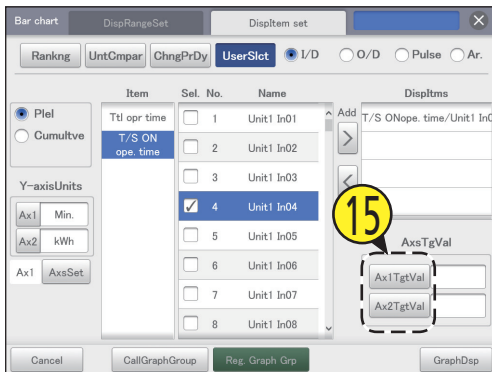 Bar chart
DispRangeSet
DispItem set
Rankng
UntCmpar
ChngPrDy
UserSlct
I/D
O/D
Pulse
Ar.
Item
Sel.
No.
Name
DispItms
Plel
Cumultve
Ttl opr time
T/S ON
ope. time
1
Unit1 In01
2
Unit1 In02
3
Unit1 In03
4
Unit1 In04
5
Unit1 In05
6
Unit1 In06
7
Unit1 In07
8
Unit1 In08
Add
>
<
T/S ONope. time/Unit1 In0
15
Y-axisUnits
Ax1
Min.
Ax2
kWh
Ax1
AxsSet
AxsTgVal
Ax1TgtVal
Ax2TgtVal
Cancel
CallGraphGroup
Reg. Graph Grp
GraphDsp